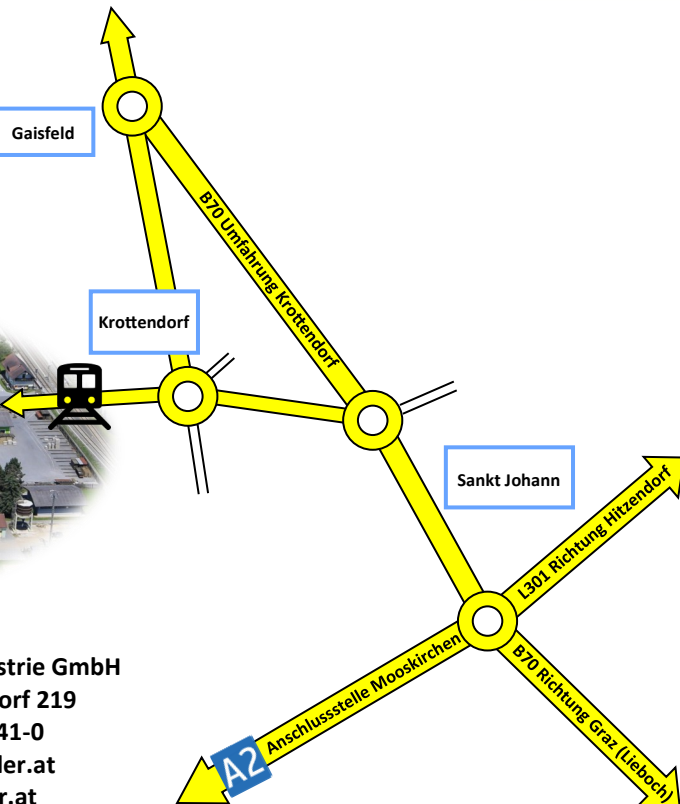 Gaisfeld
B70 Umfahrung Krottendorf
Krottendorf
Sankt Johann
L301 Richtung Hitzendorf
Anschlussstelle Mooskirchen
A2
B70 Richtung Graz (Lieboch)
strie GmbH
orf 219
41-0
ler.at
r.at